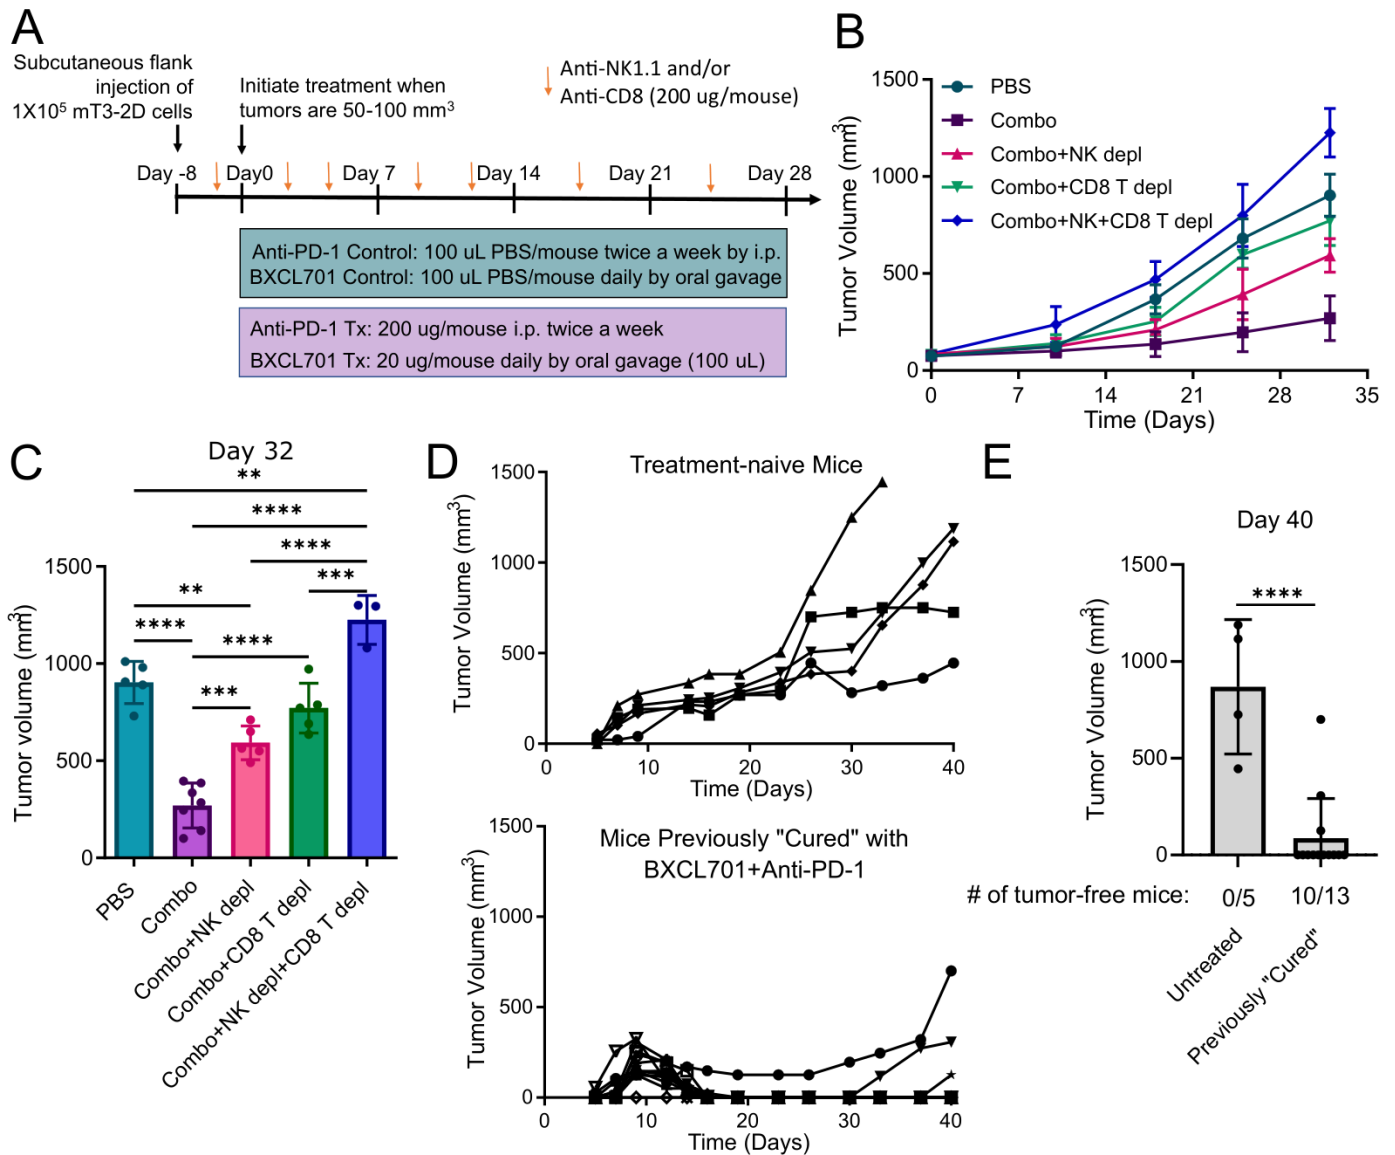 A
Subcutaneous flank
injection of
1X10⁵ mT3-2D cells
Initiate treatment when
tumors are 50-100 mm³
Anti-NK1.1 and/or
Anti-CD8 (200 ug/mouse)
Day -8
Day0
Day 7
Day 14
Day 21
Day 28
Anti-PD-1 Control: 100 uL PBS/mouse twice a week by i.p.
BXCL701 Control: 100 uL PBS/mouse daily by oral gavage
Anti-PD-1 Tx: 200 ug/mouse i.p. twice a week
BXCL701 Tx: 20 ug/mouse daily by oral gavage (100 uL)
B
Tumor Volume (mm³)
1500
1000
500
0
PBS
Combo
Combo+NK depl
Combo+CD8 T depl
Combo+NK+CD8 T depl
0 7 14 21 28 35
Time (Days)
C
Day 32
**
****
****
***
**
****
****
***
Tumor volume (mm³)
1500
1000
500
0
PBS
Combo
Combo+NK depl
Combo+CD8 T depl
Combo+NK depl+CD8 T depl
D
Treatment-naive Mice
Tumor Volume (mm³)
1500
1000
500
0
0 10 20 30 40
Time (Days)
Mice Previously "Cured" with
BXCL701+Anti-PD-1
Tumor Volume (mm³)
1500
1000
500
0
0 10 20 30 40
Time (Days)
E
Day 40
****
Tumor Volume (mm³)
1500
1000
500
0
# of tumor-free mice: 0/5 10/13
Untreated
Previously "Cured"